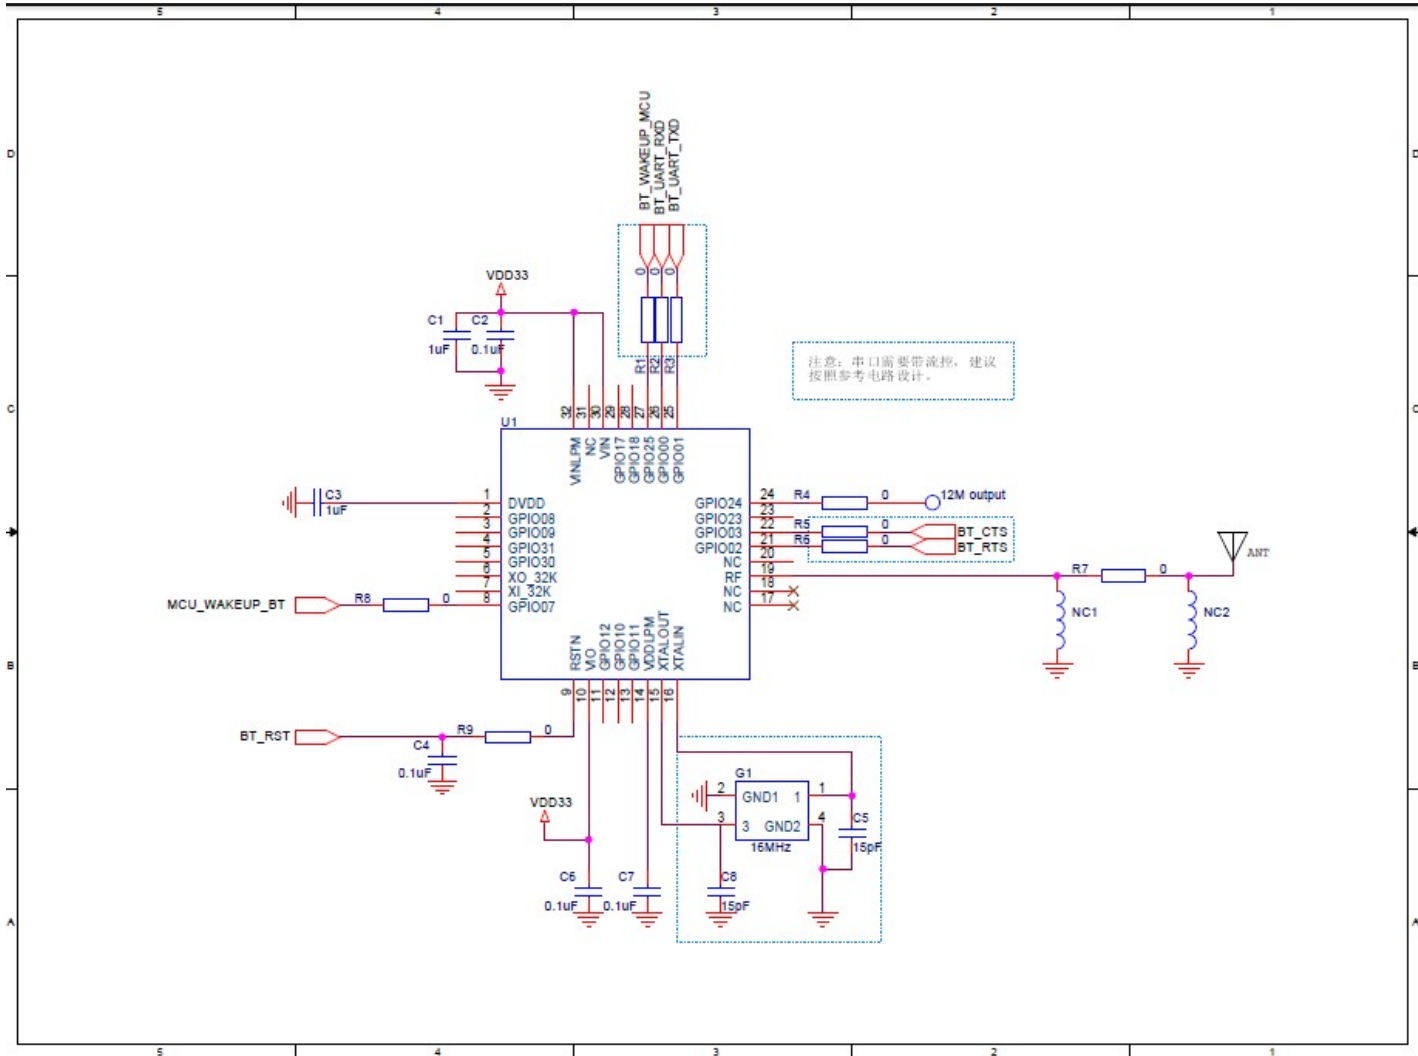 5 4 3 2 1
D
D
BT_WAKEUP_MCU
BT_UART_RXD
BT_UART_TXD
0 0 0
R1 R2 R3
VDD33
C1
1uF
C2
0.1uF
注意：串口需要带流控，建议
按照参考电路设计。
C
C
U1
32 31 30 29 28 27 26 25
VINLPM NC VIN GPIO17 GPIO18 GPIO25 GPIO00 GPIO01
C3
1uF
1 DVDD
2 GPIO08
3 GPIO09
4 GPIO31
5 GPIO30
6 XO_32K
7 XI_32K
8 GPIO07
MCU_WAKEUP_BT
R8 0
GPIO24 24 R4 0 12M output
GPIO23 23
GPIO03 22 R5 0 BT_CTS
GPIO02 21 R6 0 BT_RTS
NC 20
RF 19
NC 18
NC 17
R7 0
ANT
NC1
NC2
RSTN VIO GPIO12 GPIO10 GPIO11 VDDLPM XTALOUT XTALIN
9 10 11 12 13 14 15 16
B
B
BT_RST
R9 0
C4
0.1uF
G1
2 GND1 1 1
3 3 GND2 4
16MHz
C5
15pF
VDD33
C6
0.1uF
C7
0.1uF
C8
15pF
A
A
5 4 3 2 1